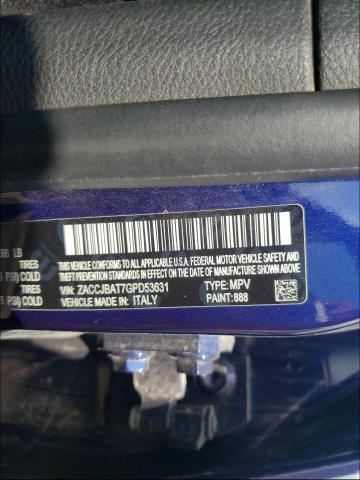 LB
TIRES
PSI) COLD
TIRES
PSI) COLD
THIS VEHICLE CONFORMS TO ALL APPLICABLE U.S.A. FEDERAL MOTOR VEHICLE SAFETY AND
THEFT PREVENTION STANDARDS IN EFFECT ON THE DATE OF MANUFACTURE SHOWN ABOVE.
VIN: ZACCJBAT7GPD53631 TYPE: MPV
VEHICLE MADE IN: ITALY PAINT: 888